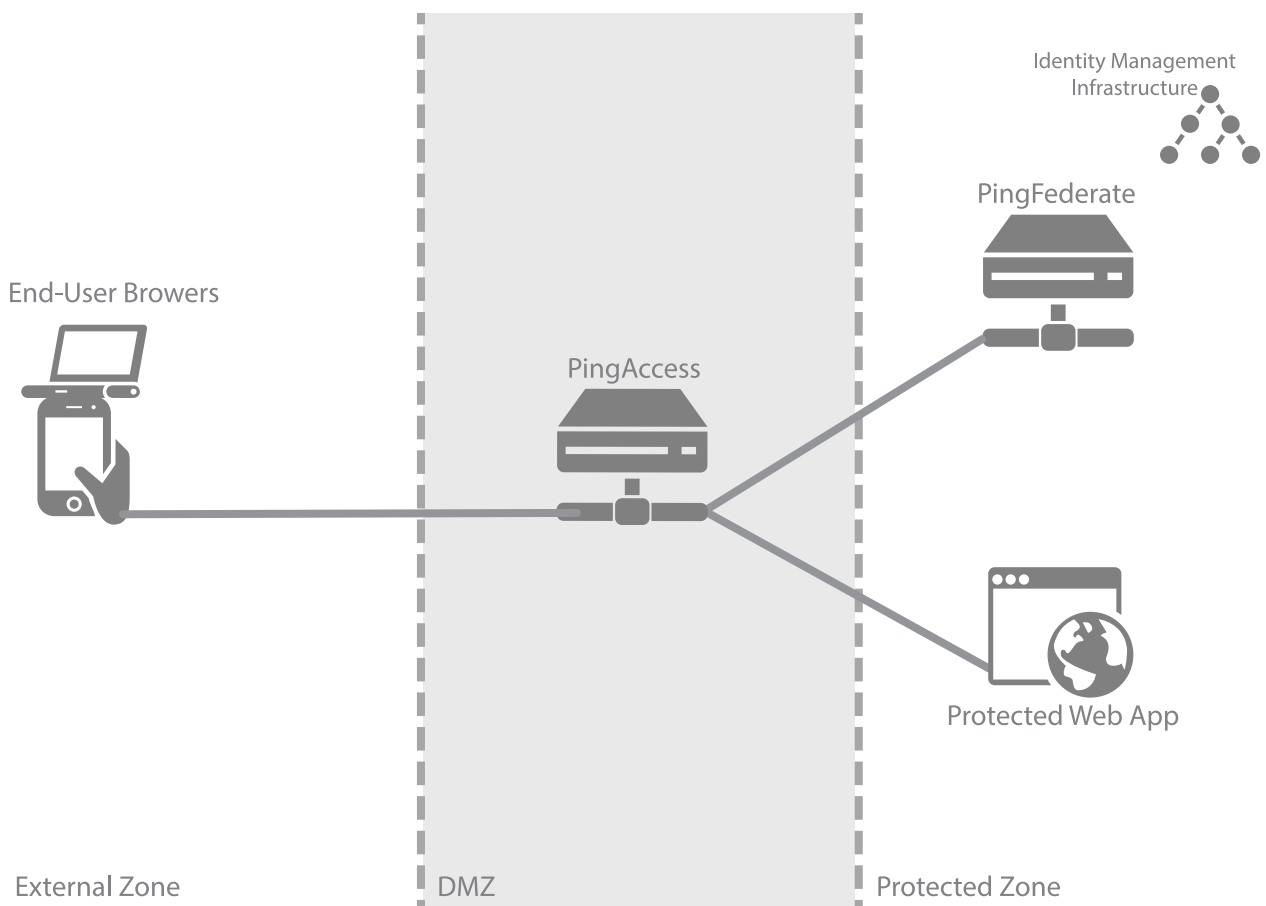 Identity Management
Infrastructure
PingFederate
End-User Browers
PingAccess
Protected Web App
External Zone
DMZ
Protected Zone